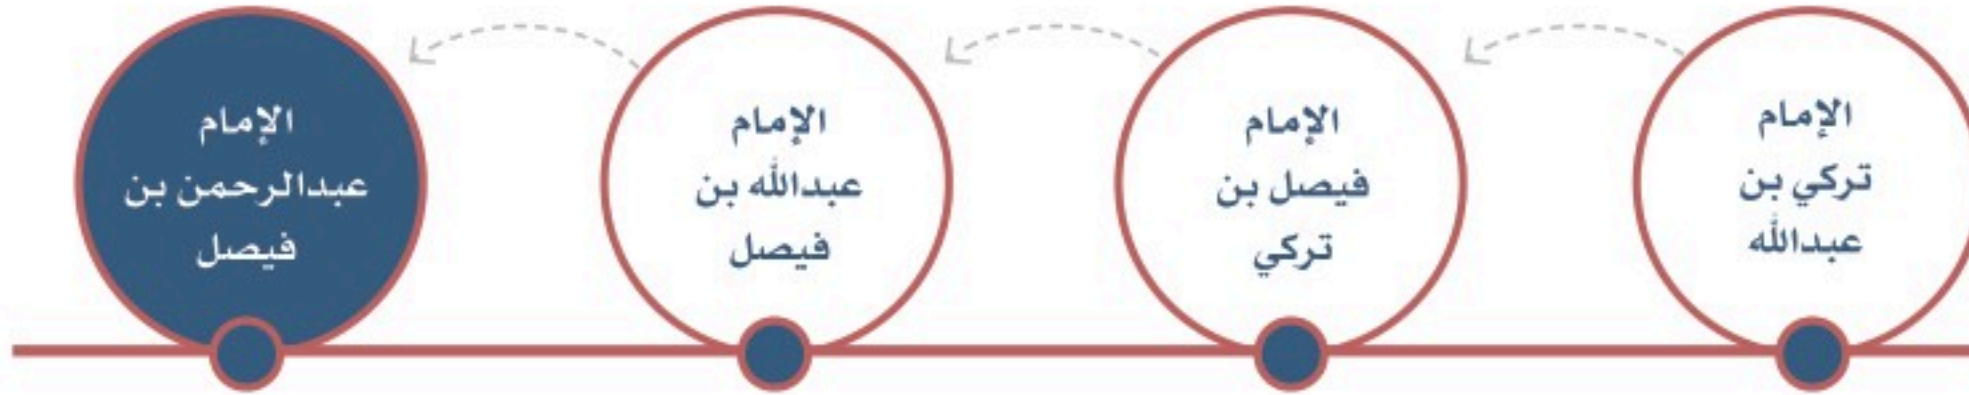 الإمام
تركي بن
عبدالله
الإمام
فيصل بن
تركي
الإمام
عبدالله بن
فيصل
الإمام
عبدالرحمن بن
فيصل